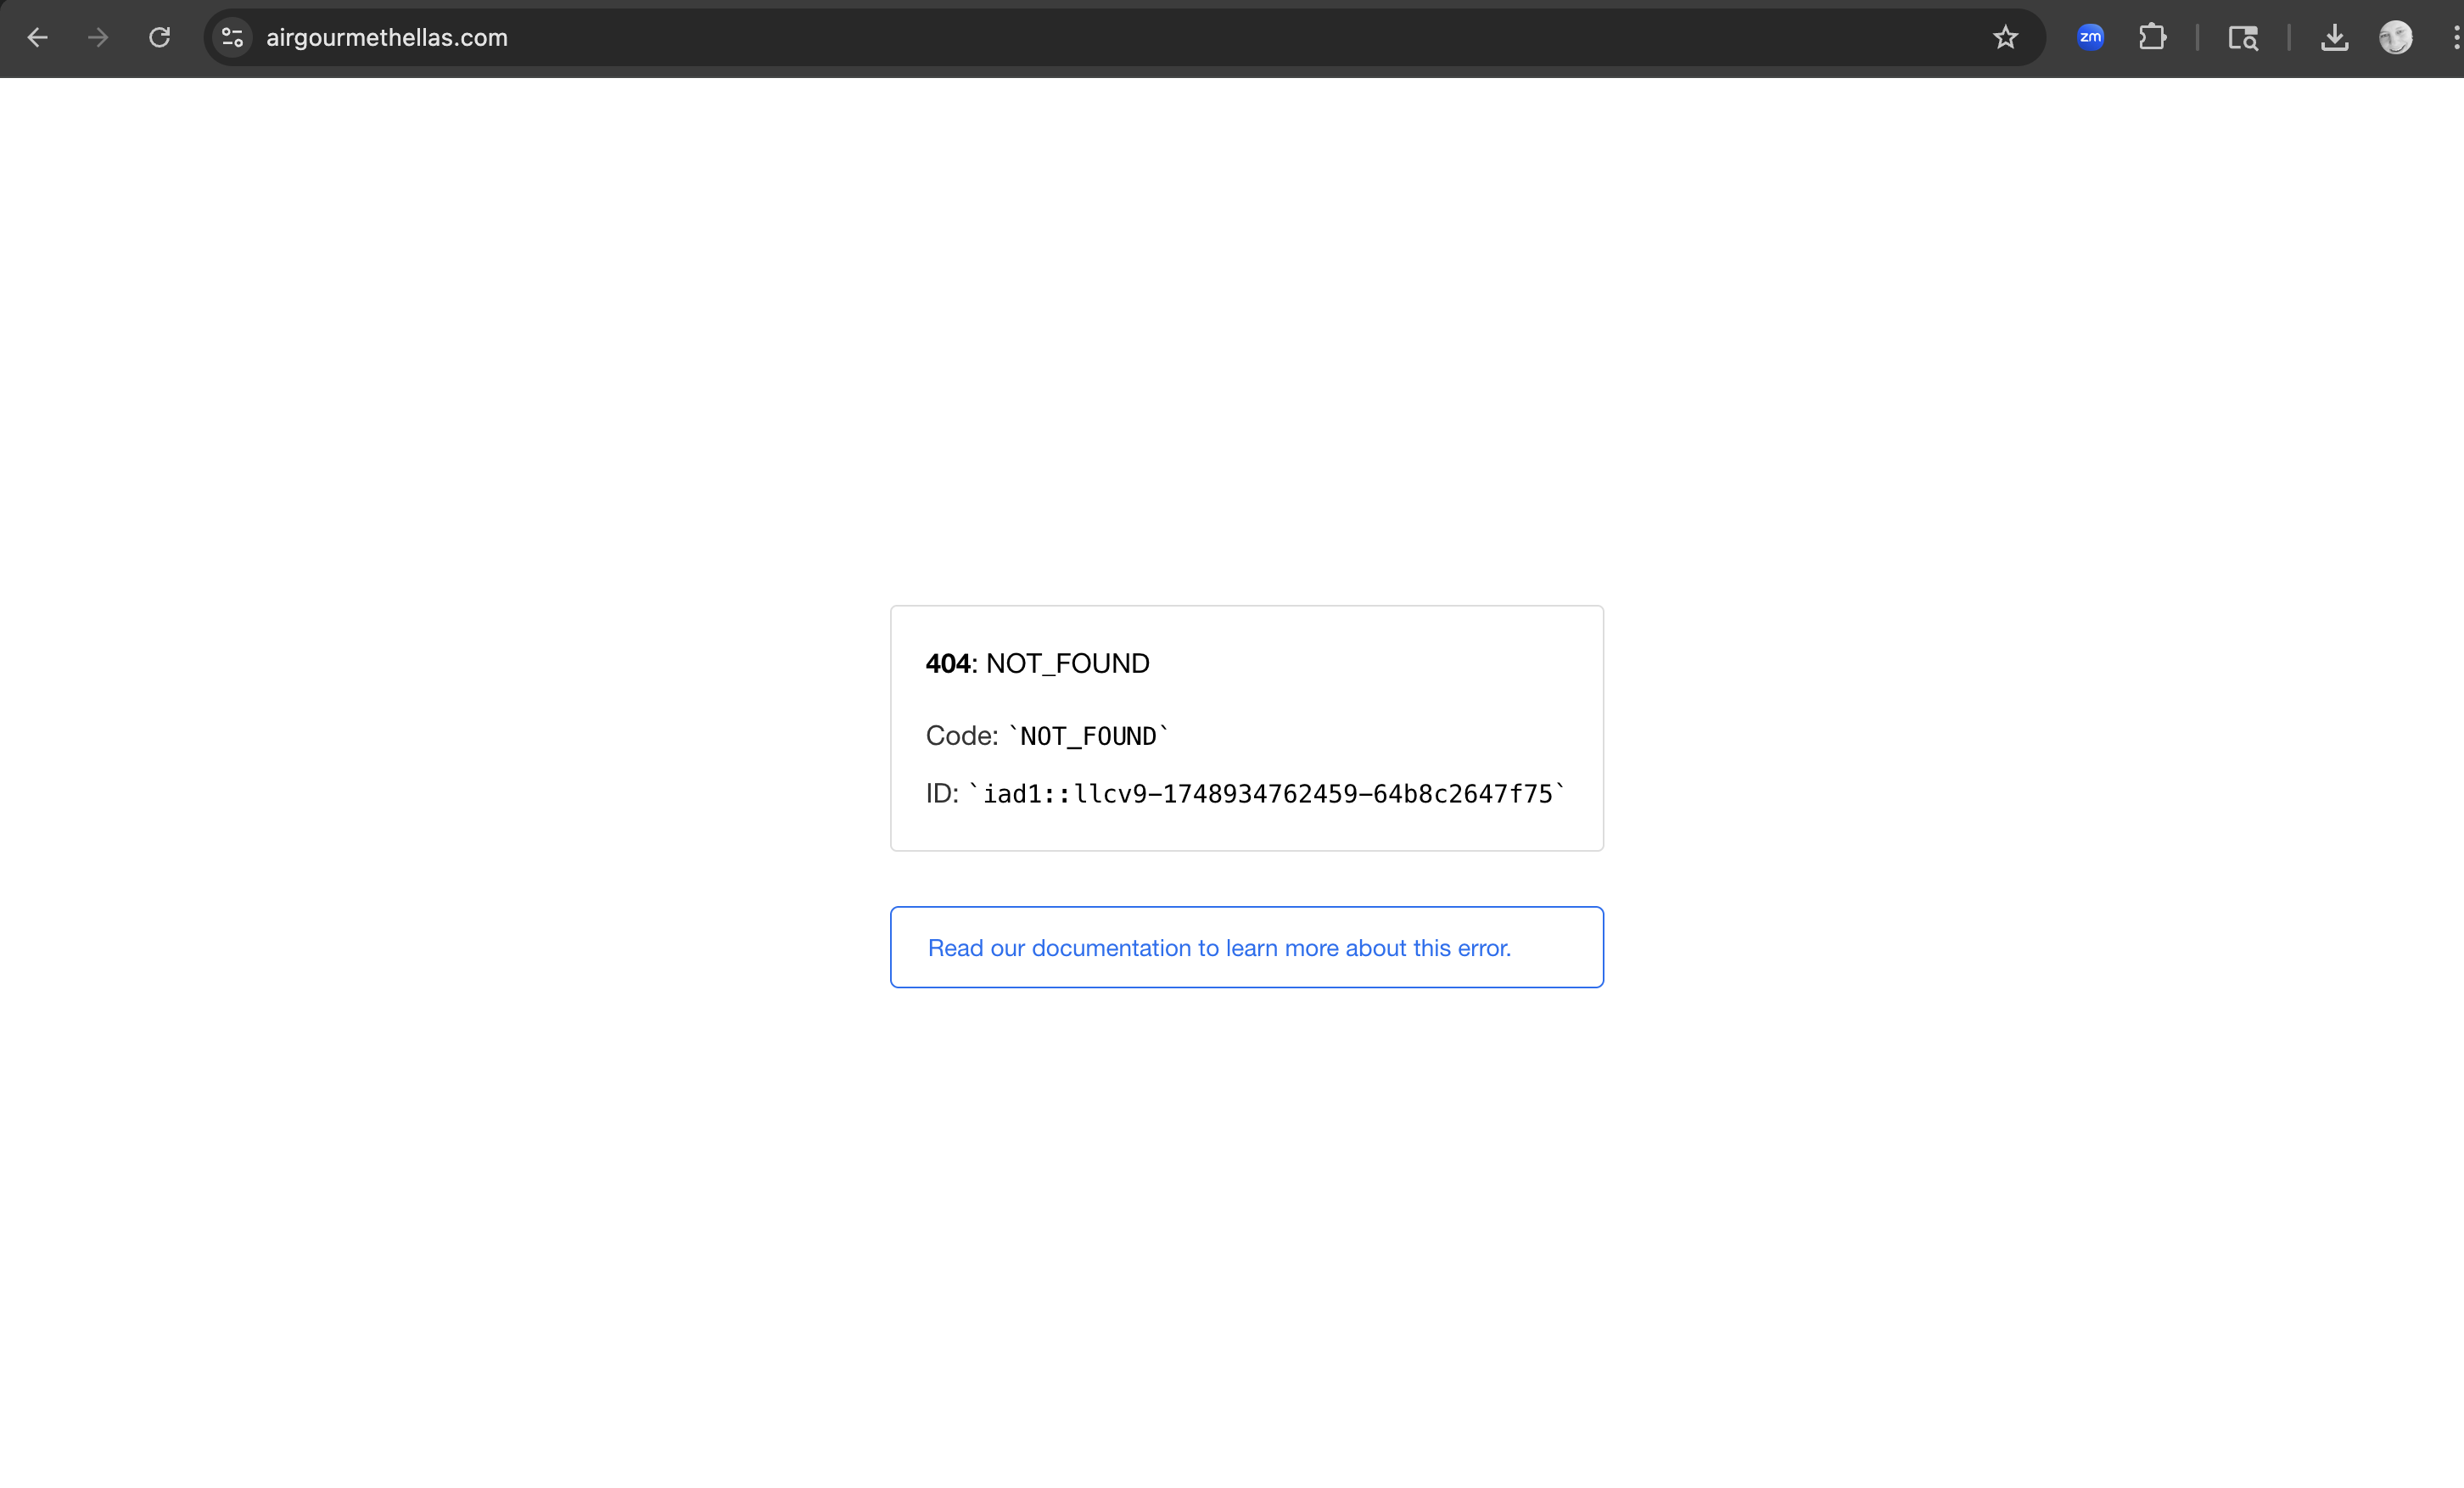 airgourmethellas.com
zm
404: NOT_FOUND
Code: `NOT_FOUND`
ID: `iad1::llcv9-1748934762459-64b8c2647f75`
Read our documentation to learn more about this error.